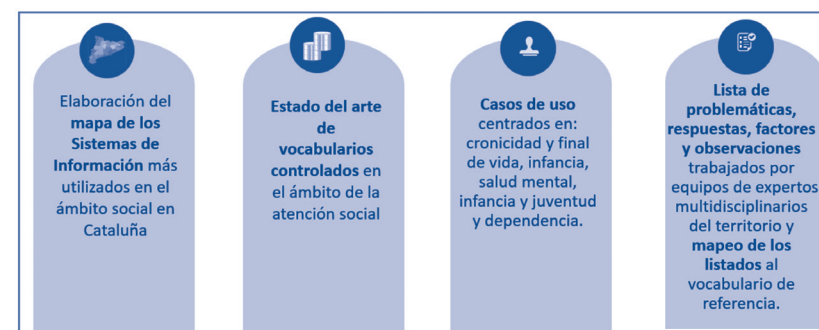 Elaboración del
mapa de los
Sistemas de
Información más
utilizados en el
ámbito social en
Cataluña
Estado del arte
de
vocabularios
controlados en
el ámbito de la
atención social
Casos de uso
centrados en:
cronicidad y final
de vida, infancia,
salud mental,
infancia y juventud
y dependencia.
Lista de
problemáticas,
respuestas, factores
y observaciones
trabajados por
equipos de expertos
multidisciplinarios
del territorio y
mapeo de los
listados al
vocabulario de
referencia.